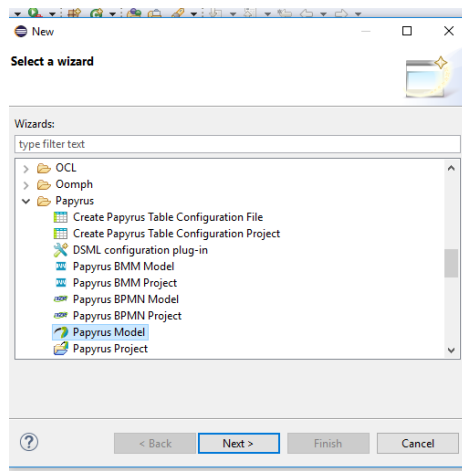 New
Select a wizard
Wizards:
type filter text
OCL
Oomph
Papyrus
Create Papyrus Table Configuration File
Create Papyrus Table Configuration Project
DSML configuration plug-in
Papyrus BMM Model
Papyrus BMM Project
Papyrus BPMN Model
Papyrus BPMN Project
Papyrus Model
Papyrus Project
? < Back Next > Finish Cancel